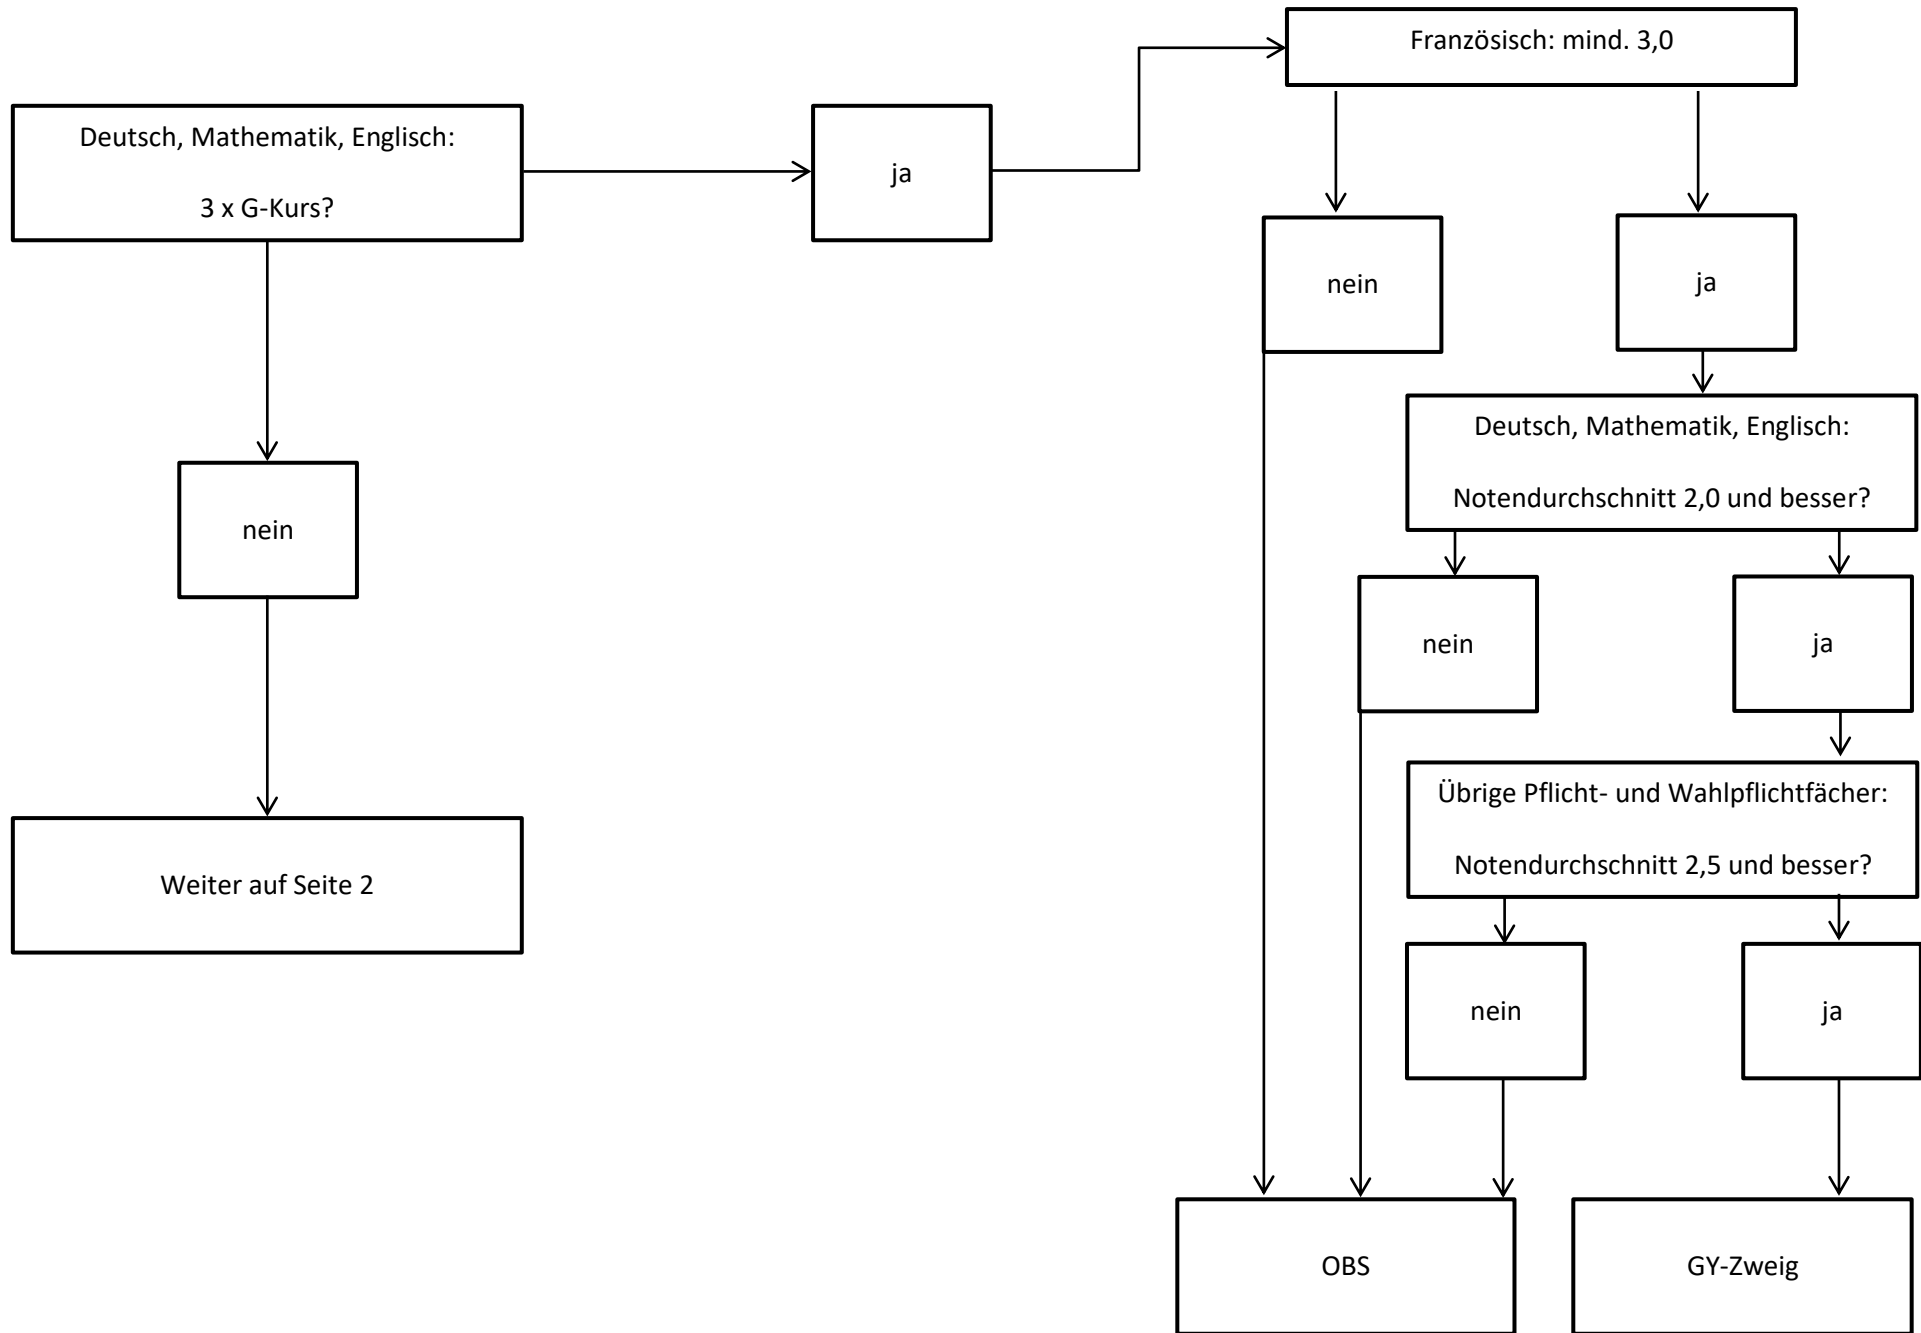 Französisch: mind. 3,0
Deutsch, Mathematik, Englisch:
3 x G-Kurs?
ja
nein
ja
Deutsch, Mathematik, Englisch:
Notendurchschnitt 2,0 und besser?
nein
nein
ja
Übrige Pflicht- und Wahlpflichtfächer:
Notendurchschnitt 2,5 und besser?
Weiter auf Seite 2
nein
ja
OBS
GY-Zweig